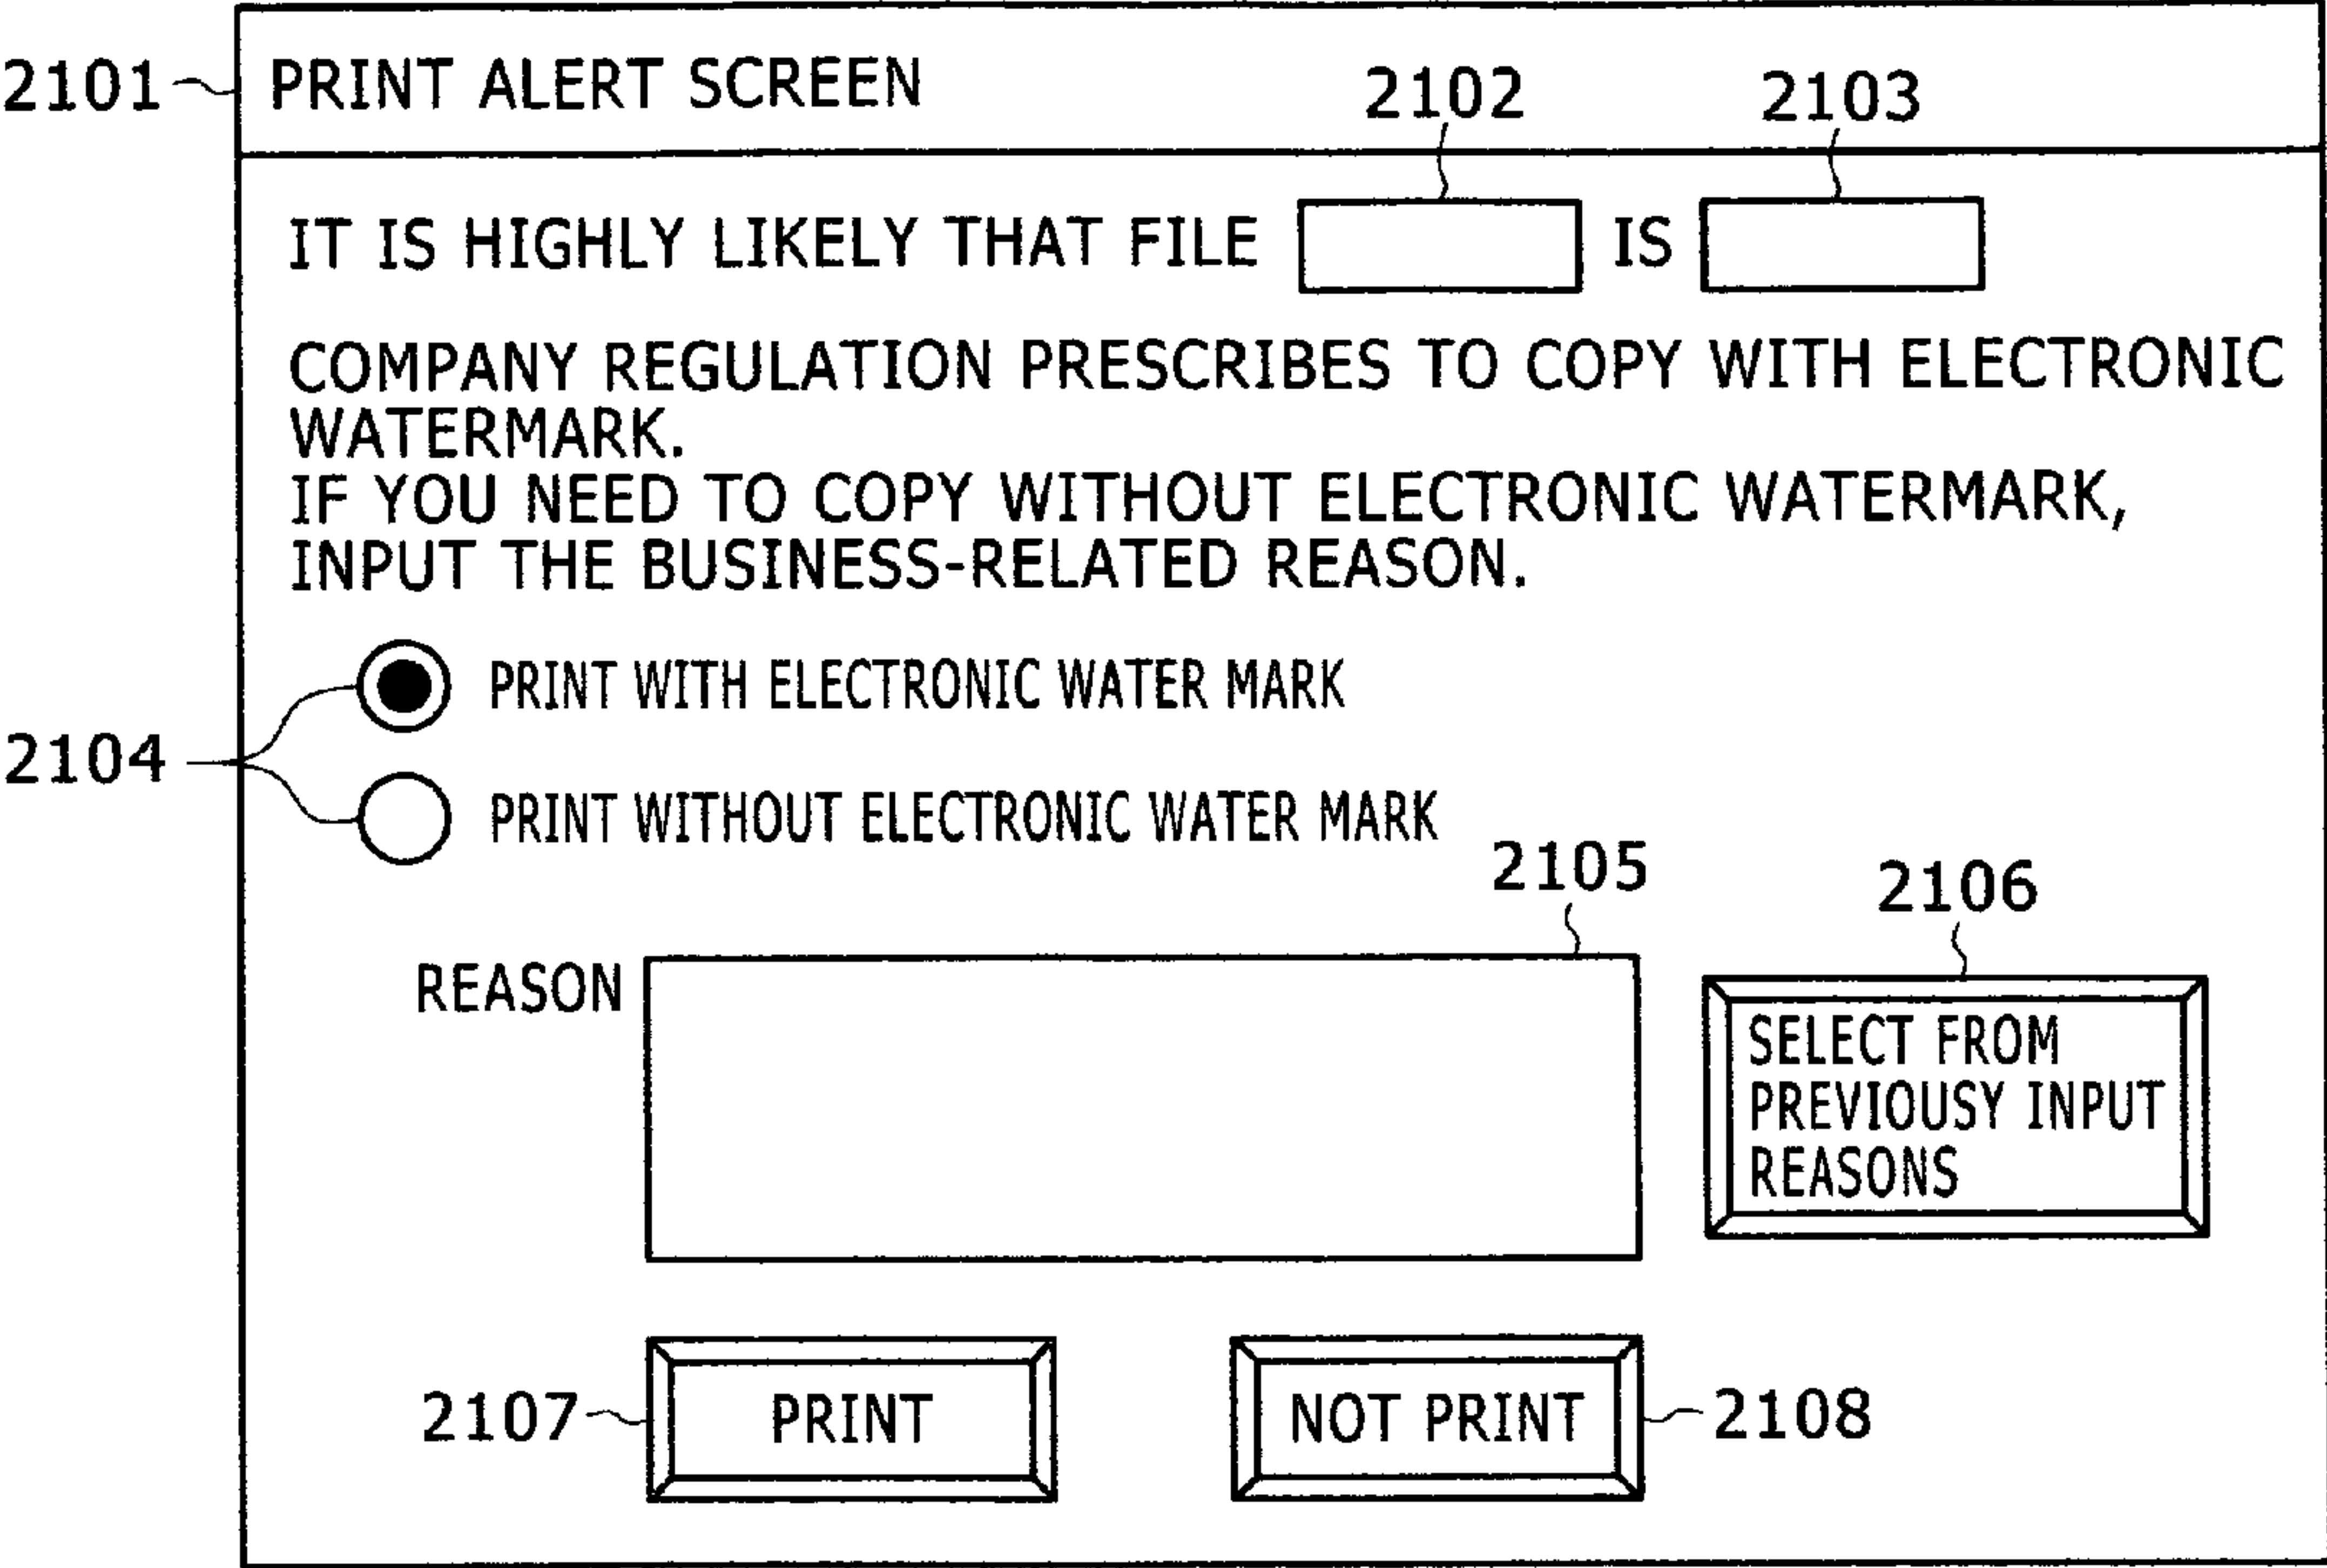 2101 PRINT ALERT SCREEN
2102 2103
IT IS HIGHLY LIKELY THAT FILE IS
COMPANY REGULATION PRESCRIBES TO COPY WITH ELECTRONIC
WATERMARK.
IF YOU NEED TO COPY WITHOUT ELECTRONIC WATERMARK,
INPUT THE BUSINESS-RELATED REASON.
PRINT WITH ELECTRONIC WATER MARK
2104
PRINT WITHOUT ELECTRONIC WATER MARK
2105
2106
REASON
SELECT FROM
PREVIOUSY INPUT
REASONS
2107 PRINT NOT PRINT 2108